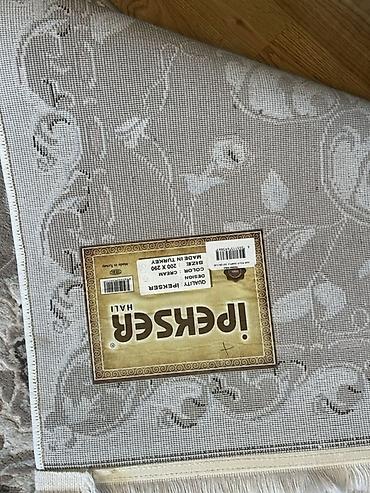 İPEKSER®
HALI
QUALITY IPEKSER
DESIGN
COLOR CREAM
SIZE: 200 X 290
MADE IN TURKEY